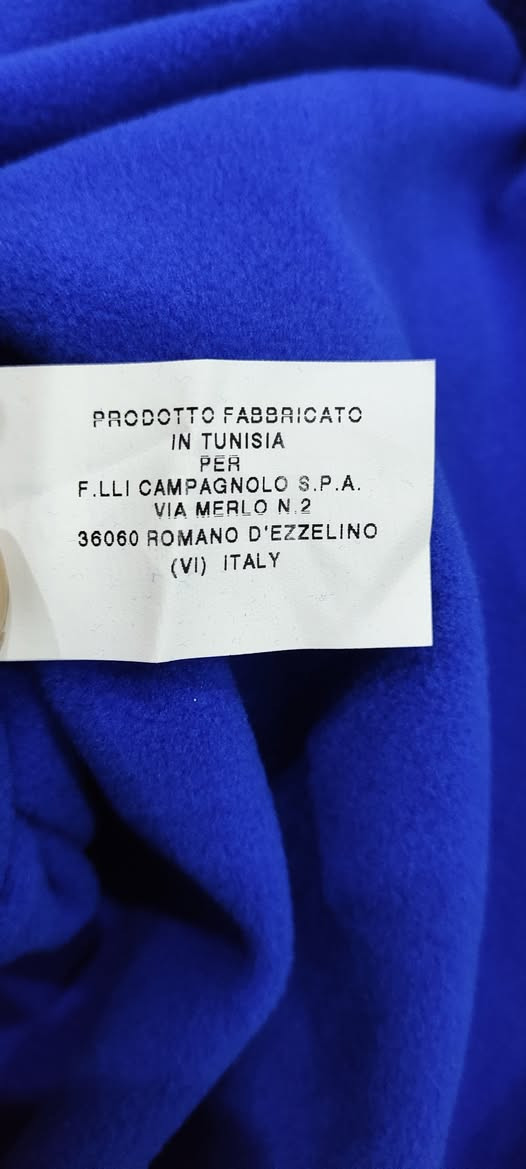 PRODOTTO FABBRICATO
IN TUNISIA
PER
F.LLI CAMPAGNOLO S.P.A.
VIA MERLO N.2
36060 ROMANO D'EZZELINO
(VI) ITALY